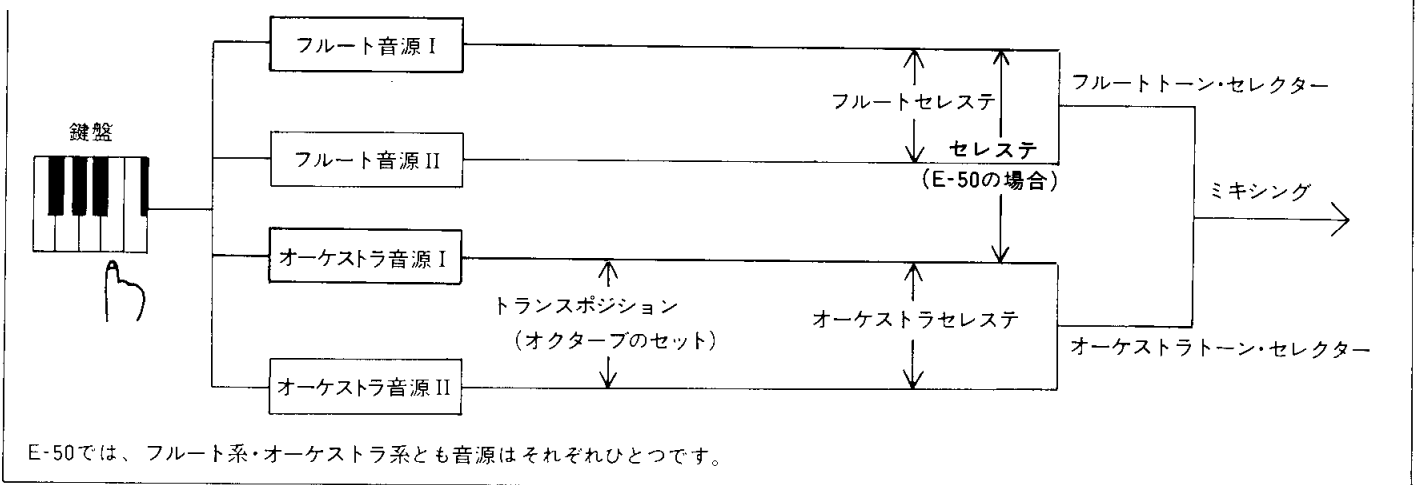 フルート音源 I
フルートトーン・セレクター
フルートセレステ
鍵盤
フルート音源 II
セレステ
(E-50の場合)
ミキシング
オーケストラ音源 I
トランスポジション
(オクターブのセット)
オーケストラセレステ
オーケストラトーン・セレクター
オーケストラ音源 II
E-50では、フルート系・オーケストラ系とも音源はそれぞれひとつです。